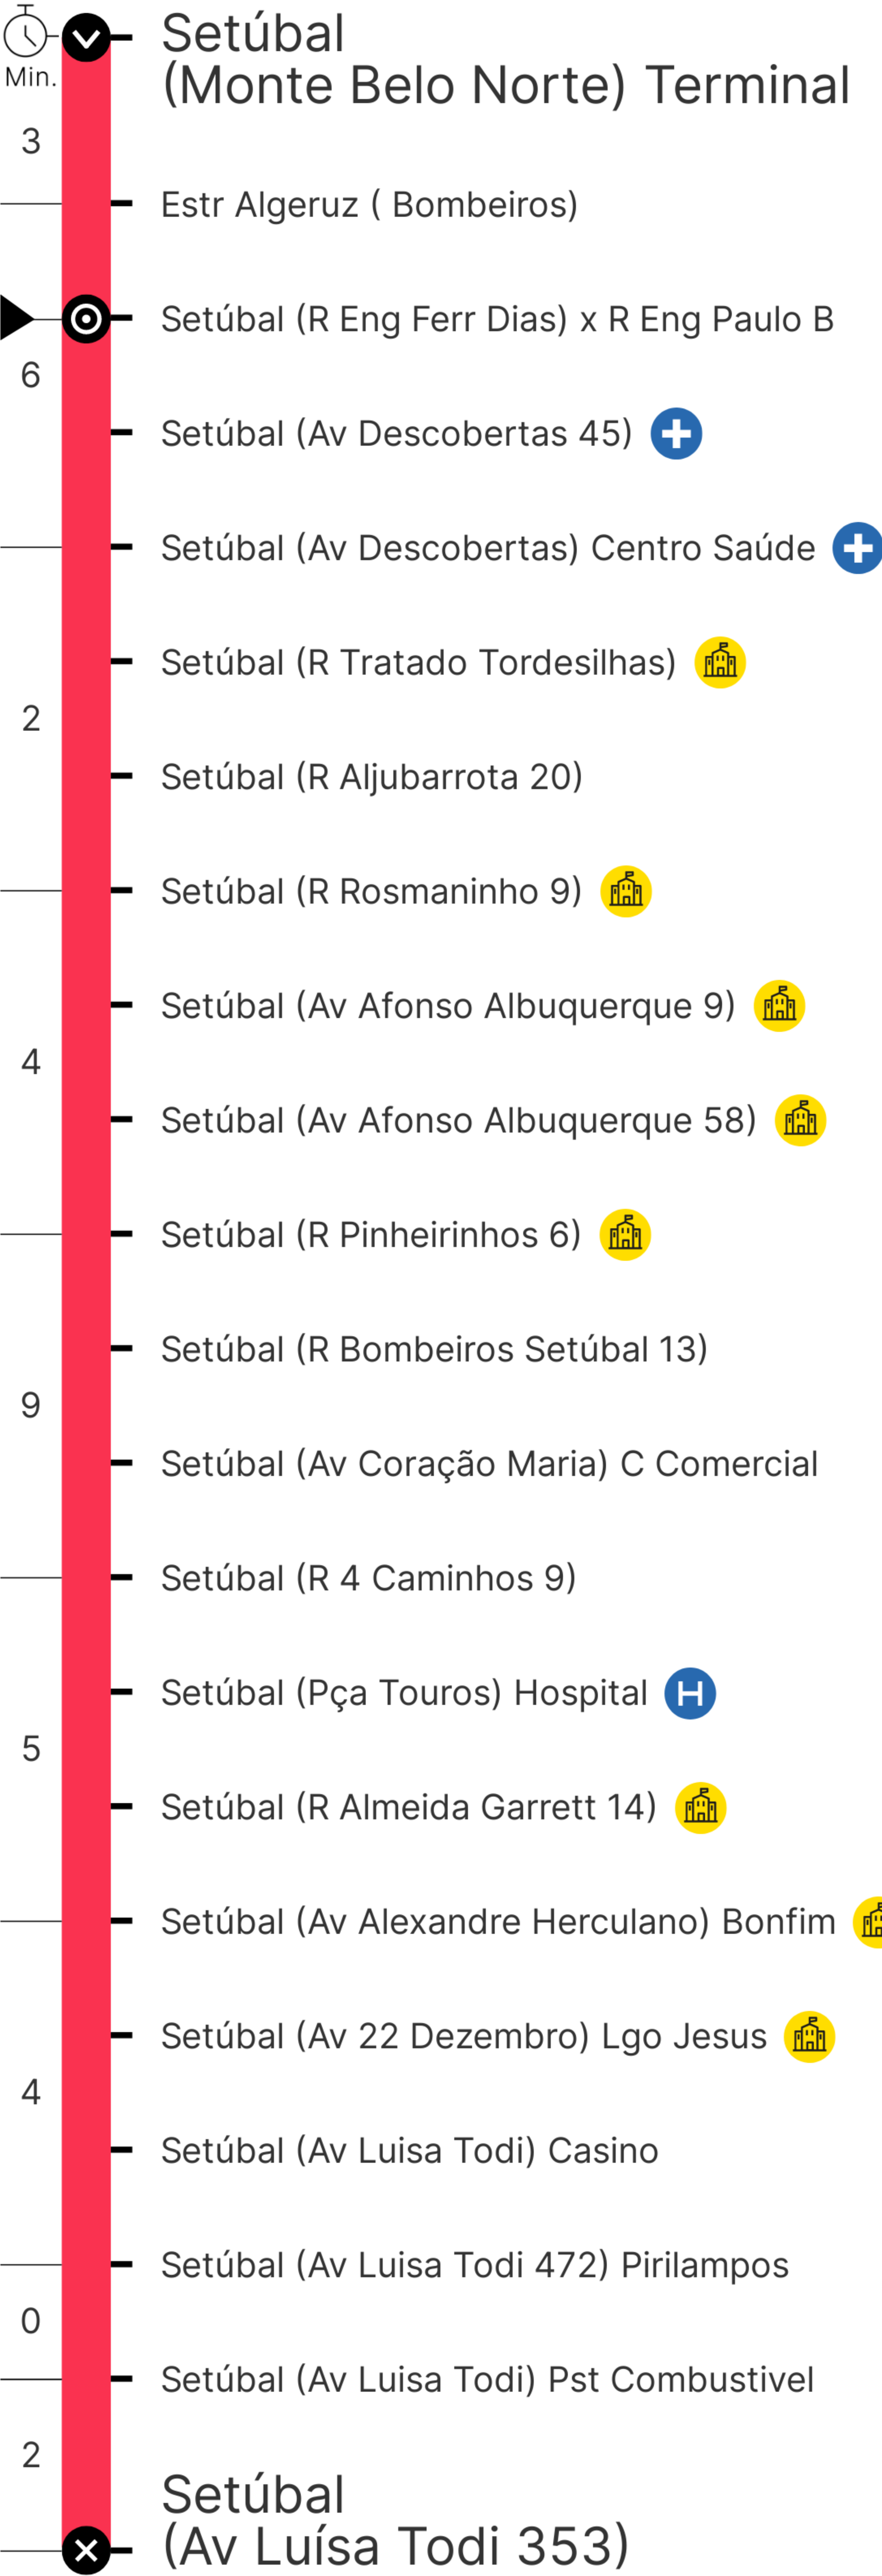 Setúbal
(Monte Belo Norte) Terminal
Min.
3
Estr Algeruz ( Bombeiros)
Setúbal (R Eng Ferr Dias) x R Eng Paulo B
6
Setúbal (Av Descobertas 45)
Setúbal (Av Descobertas) Centro Saúde
Setúbal (R Tratado Tordesilhas)
2
Setúbal (R Aljubarrota 20)
Setúbal (R Rosmaninho 9)
Setúbal (Av Afonso Albuquerque 9)
4
Setúbal (Av Afonso Albuquerque 58)
Setúbal (R Pinheirinhos 6)
Setúbal (R Bombeiros Setúbal 13)
9
Setúbal (Av Coração Maria) C Comercial
Setúbal (R 4 Caminhos 9)
Setúbal (Pça Touros) Hospital H
5
Setúbal (R Almeida Garrett 14)
Setúbal (Av Alexandre Herculano) Bonfim
Setúbal (Av 22 Dezembro) Lgo Jesus
4
Setúbal (Av Luisa Todi) Casino
Setúbal (Av Luisa Todi 472) Pirilampos
0
Setúbal (Av Luisa Todi) Pst Combustivel
2
Setúbal
(Av Luísa Todi 353)